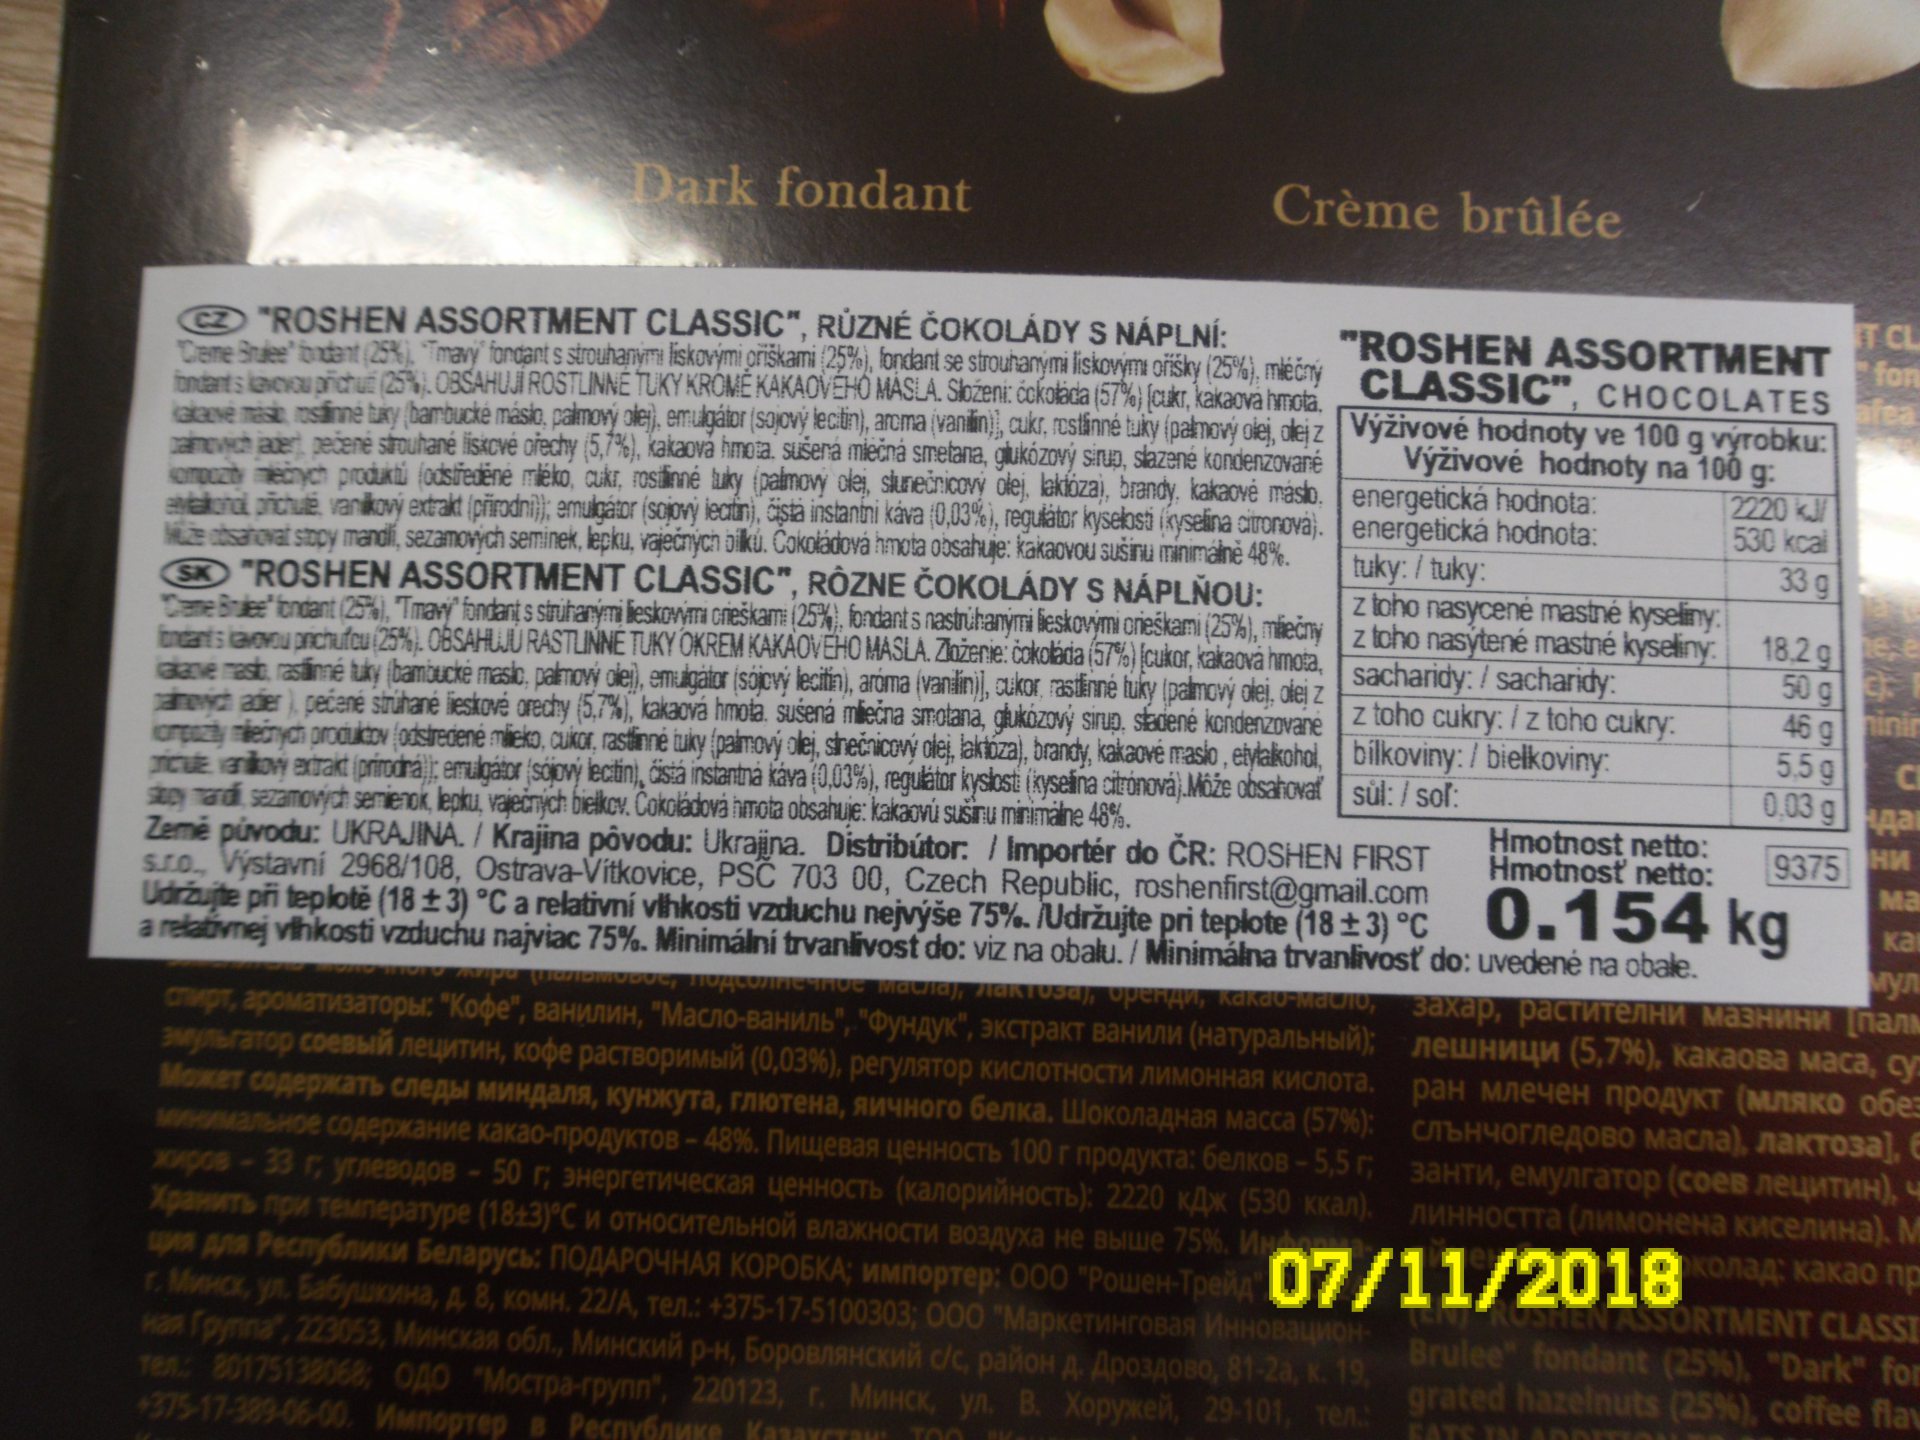 Dark fondant
Crème brûlée
CZ "ROSHEN ASSORTMENT CLASSIC", RŮZNÉ ČOKOLÁDY S NÁPLNÍ:
"Creme Brulee" fondant (25%), "Tmavý" fondant s strouhanými lískovými oříškami (25%), fondant se strouhanými lískovými oříšky (25%), mléčný
fondant s kávovou příchutí (25%). OBSAHUJÍ ROSTLINNÉ TUKY KROMĚ KAKAOVÉHO MÁSLA. Složení: čokoláda (57%) [cukr, kakaová hmota,
kakaové máslo, rostlinné tuky (bambucké máslo, palmový olej), emulgátor (sojový lecitin), aroma (vanilin)], cukr, rostlinné tuky (palmový olej, olej z
palmových jader), pečené strouhané lískové ořechy (5,7%), kakaová hmota, sušená mléčná smetana, glukózový sirup, slazené kondenzované
kompozity mléčných produktů (odstředěné mléko, cukr, rostlinné tuky (palmový olej, slunečnicový olej, laktóza), brandy, kakaové máslo,
etylalkohol, příchutě, vanilkový extrakt (přírodní)); emulgátor (sojový lecitin), čistá instantní káva (0,03%), regulátor kyselosti (kyselina citronová).
Může obsahovat stopy mandlí, sezamových semínek, lepku, vaječných bílků. Čokoládová hmota obsahuje: kakaovou sušinu minimálně 48%.
SK "ROSHEN ASSORTMENT CLASSIC", RÔZNE ČOKOLÁDY S NÁPLŇOU:
"Creme Brulee" fondant (25%), "Tmavý" fondant s strúhanými lieskovými orieškami (25%), fondant s nastrúhanými lieskovými orieškami (25%), mliečny
fondant s kávovou príchuťou (25%). OBSAHUJÚ RASTLINNÉ TUKY OKREM KAKAOVÉHO MASLA. Zloženie: čokoláda (57%) [cukor, kakaová hmota,
kakaové maslo, rastlinné tuky (bambucké maslo, palmový olej), emulgátor (sójový lecitín), aróma (vanilín)], cukor, rastlinné tuky (palmový olej, olej z
palmových jadier ), pečené strúhané lieskové orechy (5,7%), kakaová hmota, sušená mliečna smotana, glukózový sirup, sladené kondenzované
kompozity mliečnych produktov (odstredené mlieko, cukor, rastlinné tuky (palmový olej, slnečnicový olej, laktóza), brandy, kakaové maslo , etylalkohol,
príchute, vanilkový extrakt (prírodná)); emulgátor (sójový lecitín), čistá instantná káva (0,03%), regulátor kyslosti (kyselina citrónová).Môže obsahovať
stopy mandlí, sezamových semienok, lepku, vaječných bielkov. Čokoládová hmota obsahuje: kakaovú sušinu minimálne 48%.
Země původu: UKRAJINA. / Krajina pôvodu: Ukrajina. Distribútor: / Importér do ČR: ROSHEN FIRST
s.r.o., Výstavní 2968/108, Ostrava-Vítkovice, PSČ 703 00, Czech Republic, roshenfirst@gmail.com
Udržujte při teplotě (18 ± 3) °C a relativní vlhkosti vzduchu nejvýše 75%. /Udržujte pri teplote (18 ± 3) °C
a relatívnej vlhkosti vzduchu najviac 75%. Minimální trvanlivost do: viz na obalu. / Minimálna trvanlivosť do: uvedené na obale.
"ROSHEN ASSORTMENT
CLASSIC", CHOCOLATES
Výživové hodnoty ve 100 g výrobku:
Výživové hodnoty na 100 g:
energetická hodnota: 2220 kJ/
energetická hodnota: 530 kcal
tuky: / tuky: 33 g
z toho nasycené mastné kyseliny:
z toho nasýtené mastné kyseliny: 18,2 g
sacharidy: / sacharidy: 50 g
z toho cukry: / z toho cukry: 46 g
bílkoviny: / bielkoviny: 5,5 g
sůl: / soľ: 0,03 g
Hmotnost netto:
Hmotnosť netto:
9375
0.154 kg
спирт, ароматизаторы: "Кофе", ванилин, "Масло-ваниль", "Фундук", экстракт ванили (натуральный);
эмульгатор соевый лецитин, кофе растворимый (0,03%), регулятор кислотности лимонная кислота.
Может содержать следы миндаля, кунжута, глютена, яичного белка. Шоколадная масса (57%):
минимальное содержание какао-продуктов – 48%. Пищевая ценность 100 г продукта: белков – 5,5 г;
жиров – 33 г; углеводов – 50 г; энергетическая ценность (калорийность): 2220 кДж (530 ккал).
Хранить при температуре (18±3)°С и относительной влажности воздуха не выше 75%. Информа-
ция для Республики Беларусь: ПОДАРОЧНАЯ КОРОБКА; импортер: ООО "Рошен-Трейд"
г. Минск, ул. Бабушкина, д. 8, комн. 22/А, тел.: +375-17-5100303; ООО "Маркетинговая Инновацион-
ная Группа", 223053, Минская обл., Минский р-н, Боровлянский с/с, район д. Дроздово, 81-2а, к. 19,
тел.: 80175138068; ОДО "Мостра-групп", 220123, г. Минск, ул. В. Хоружей, 29-101, тел.:
+375-17-389-06-00. Импортер в Республике Казахстан: ТОО
захар, растителни мазнини [палм
лешници (5,7%), какаова маса, су
ран млечен продукт (мляко обез
слънчогледово масла), лактоза],
занти, емулгатор (соев лецитин), ч
линността (лимонена киселина). М
какао пр
07/11/2018
(EN) "ROSHEN ASSORTMENT CLASSI
Brulee" fondant (25%), "Dark" fon
grated hazelnuts (25%), coffee flav